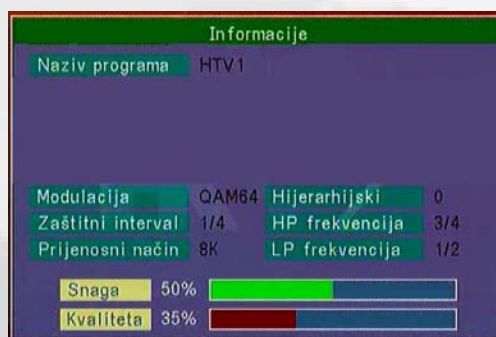 Informacije
Naziv programa HTV1
Modulacija QAM64 Hijerarhijski 0
Zaštitni interval 1/4 HP frekvencija 3/4
Prijenosni način 8K LP frekvencija 1/2
Snaga 50%
Kvaliteta 35%